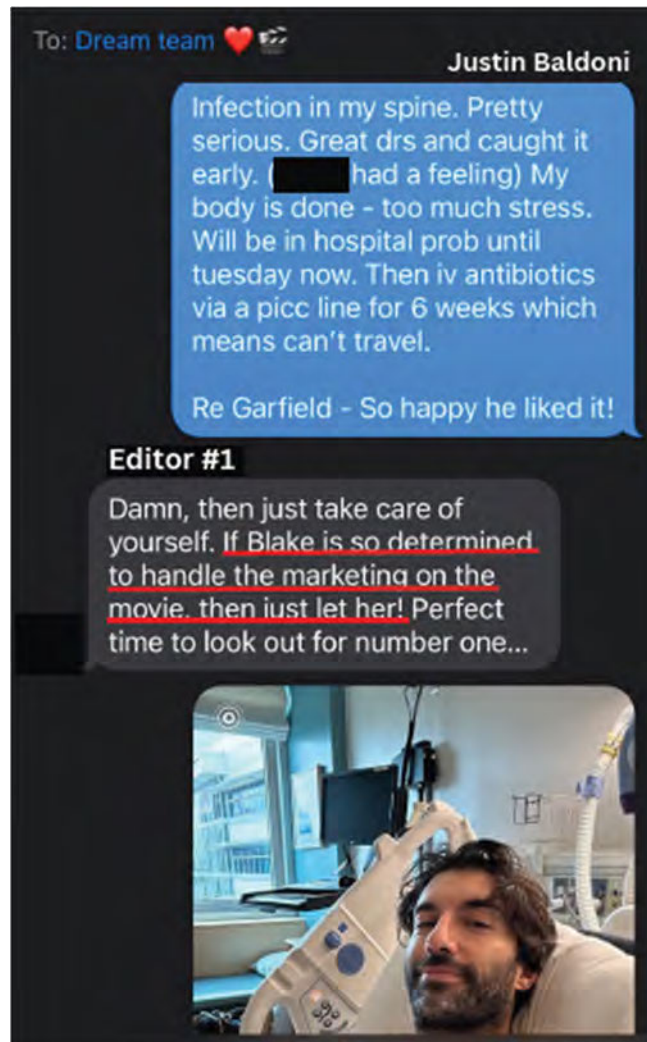 To: Dream team ❤️🎬
Justin Baldoni
Infection in my spine. Pretty
serious. Great drs and caught it
early. ( had a feeling) My
body is done - too much stress.
Will be in hospital prob until
tuesday now. Then iv antibiotics
via a picc line for 6 weeks which
means can't travel.
Re Garfield - So happy he liked it!
Editor #1
Damn, then just take care of
yourself. If Blake is so determined
to handle the marketing on the
movie, then just let her! Perfect
time to look out for number one...